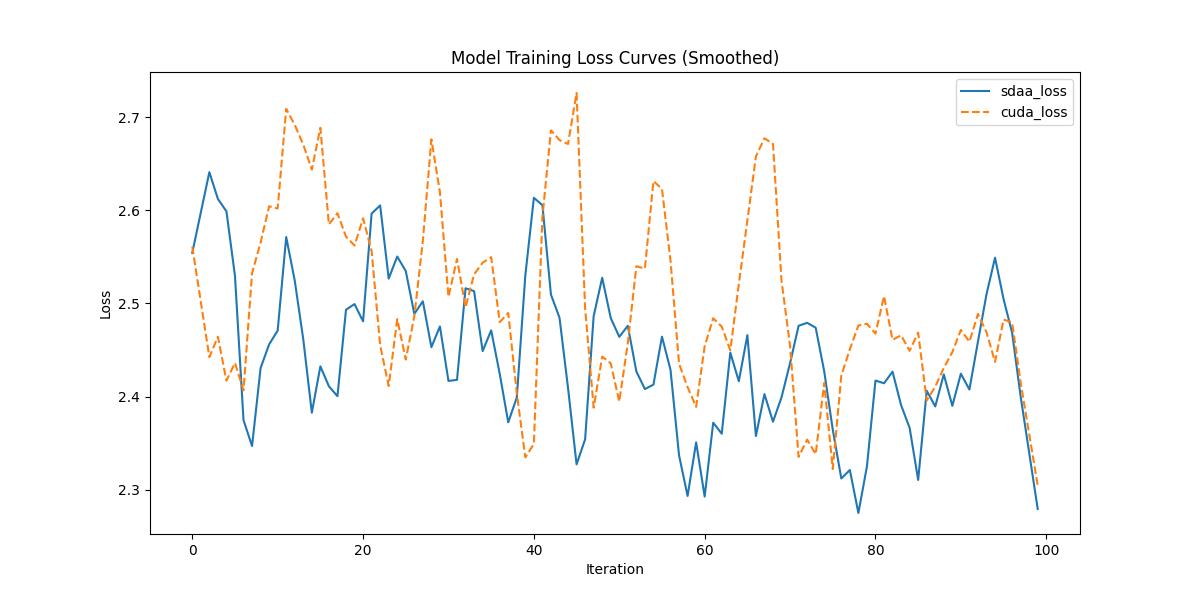 Model Training Loss Curves (Smoothed)
sdaa_loss
cuda_loss
Loss
2.7
2.6
2.5
2.4
2.3
0
20
40
60
80
100
Iteration